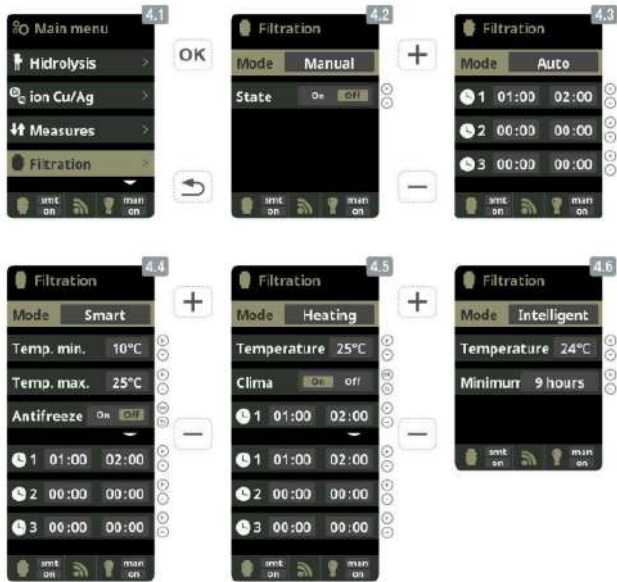 4.1
Main menu
Hidrolysis >
ion Cu/Ag >
Measures >
Filtration >
smt on man on
OK
4.2
Filtration
Mode Manual
State On Off
+
-
4.3
Filtration
Mode Auto
1 01:00 02:00
2 00:00 00:00
3 00:00 00:00
smt on man on
smt on man on
4.4
Filtration
Mode Smart
Temp. min. 10°C
Temp. max. 25°C
Antifreeze On Off
1 01:00 02:00
2 00:00 00:00
3 00:00 00:00
smt on man on
+
-
4.5
Filtration
Mode Heating
Temperature 25°C
Clima On Off
1 01:00 02:00
1 01:00 02:00
2 00:00 00:00
3 00:00 00:00
smt on man on
+
-
4.6
Filtration
Mode Intelligent
Temperature 24°C
Minimum 9 hours
smt on man on